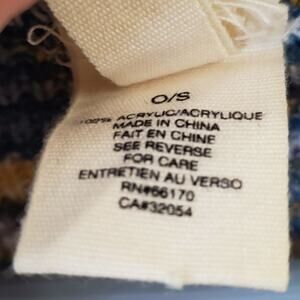 O/S
100% ACRYLIC/ACRYLIQUE
MADE IN CHINA
FAIT EN CHINE
SEE REVERSE
FOR CARE
ENTRETIEN AU VERSO
RN#66170
CA#32054